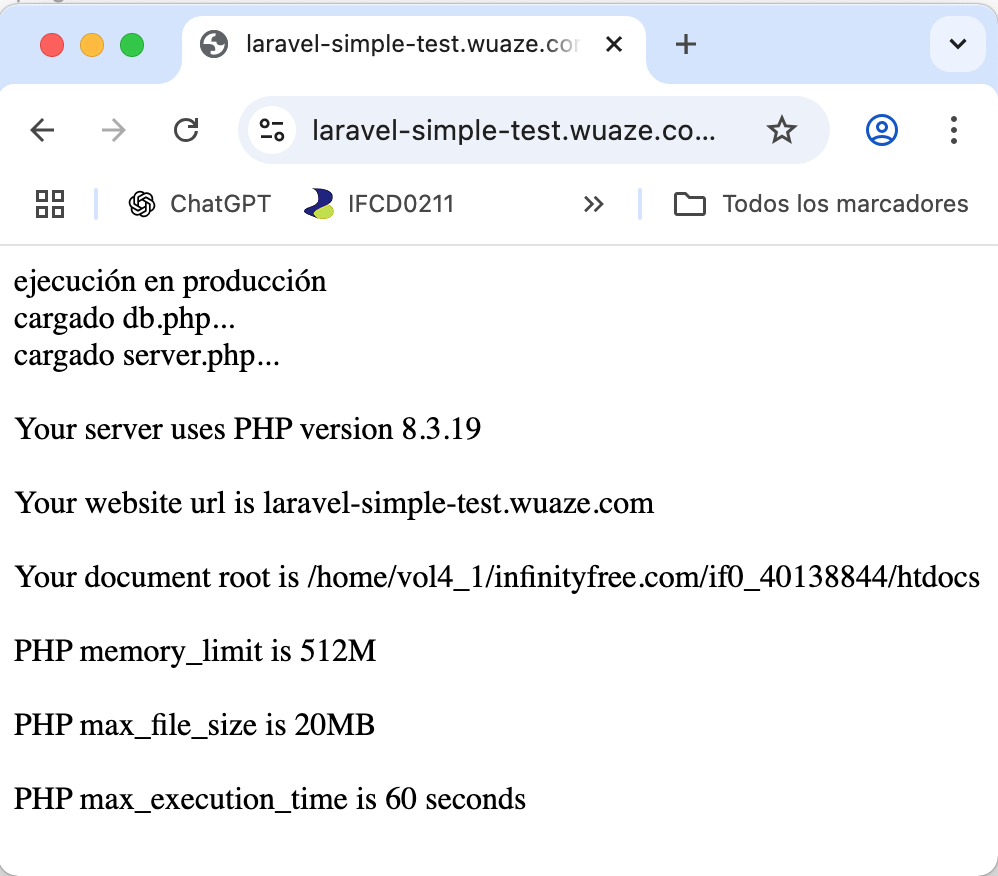 laravel-simple-test.wuaze.cor
laravel-simple-test.wuaze.co...
ChatGPT
IFCD0211
Todos los marcadores
ejecución en producción
cargado db.php...
cargado server.php...
Your server uses PHP version 8.3.19
Your website url is laravel-simple-test.wuaze.com
Your document root is /home/vol4_1/infinityfree.com/if0_40138844/htdocs
PHP memory_limit is 512M
PHP max_file_size is 20MB
PHP max_execution_time is 60 seconds